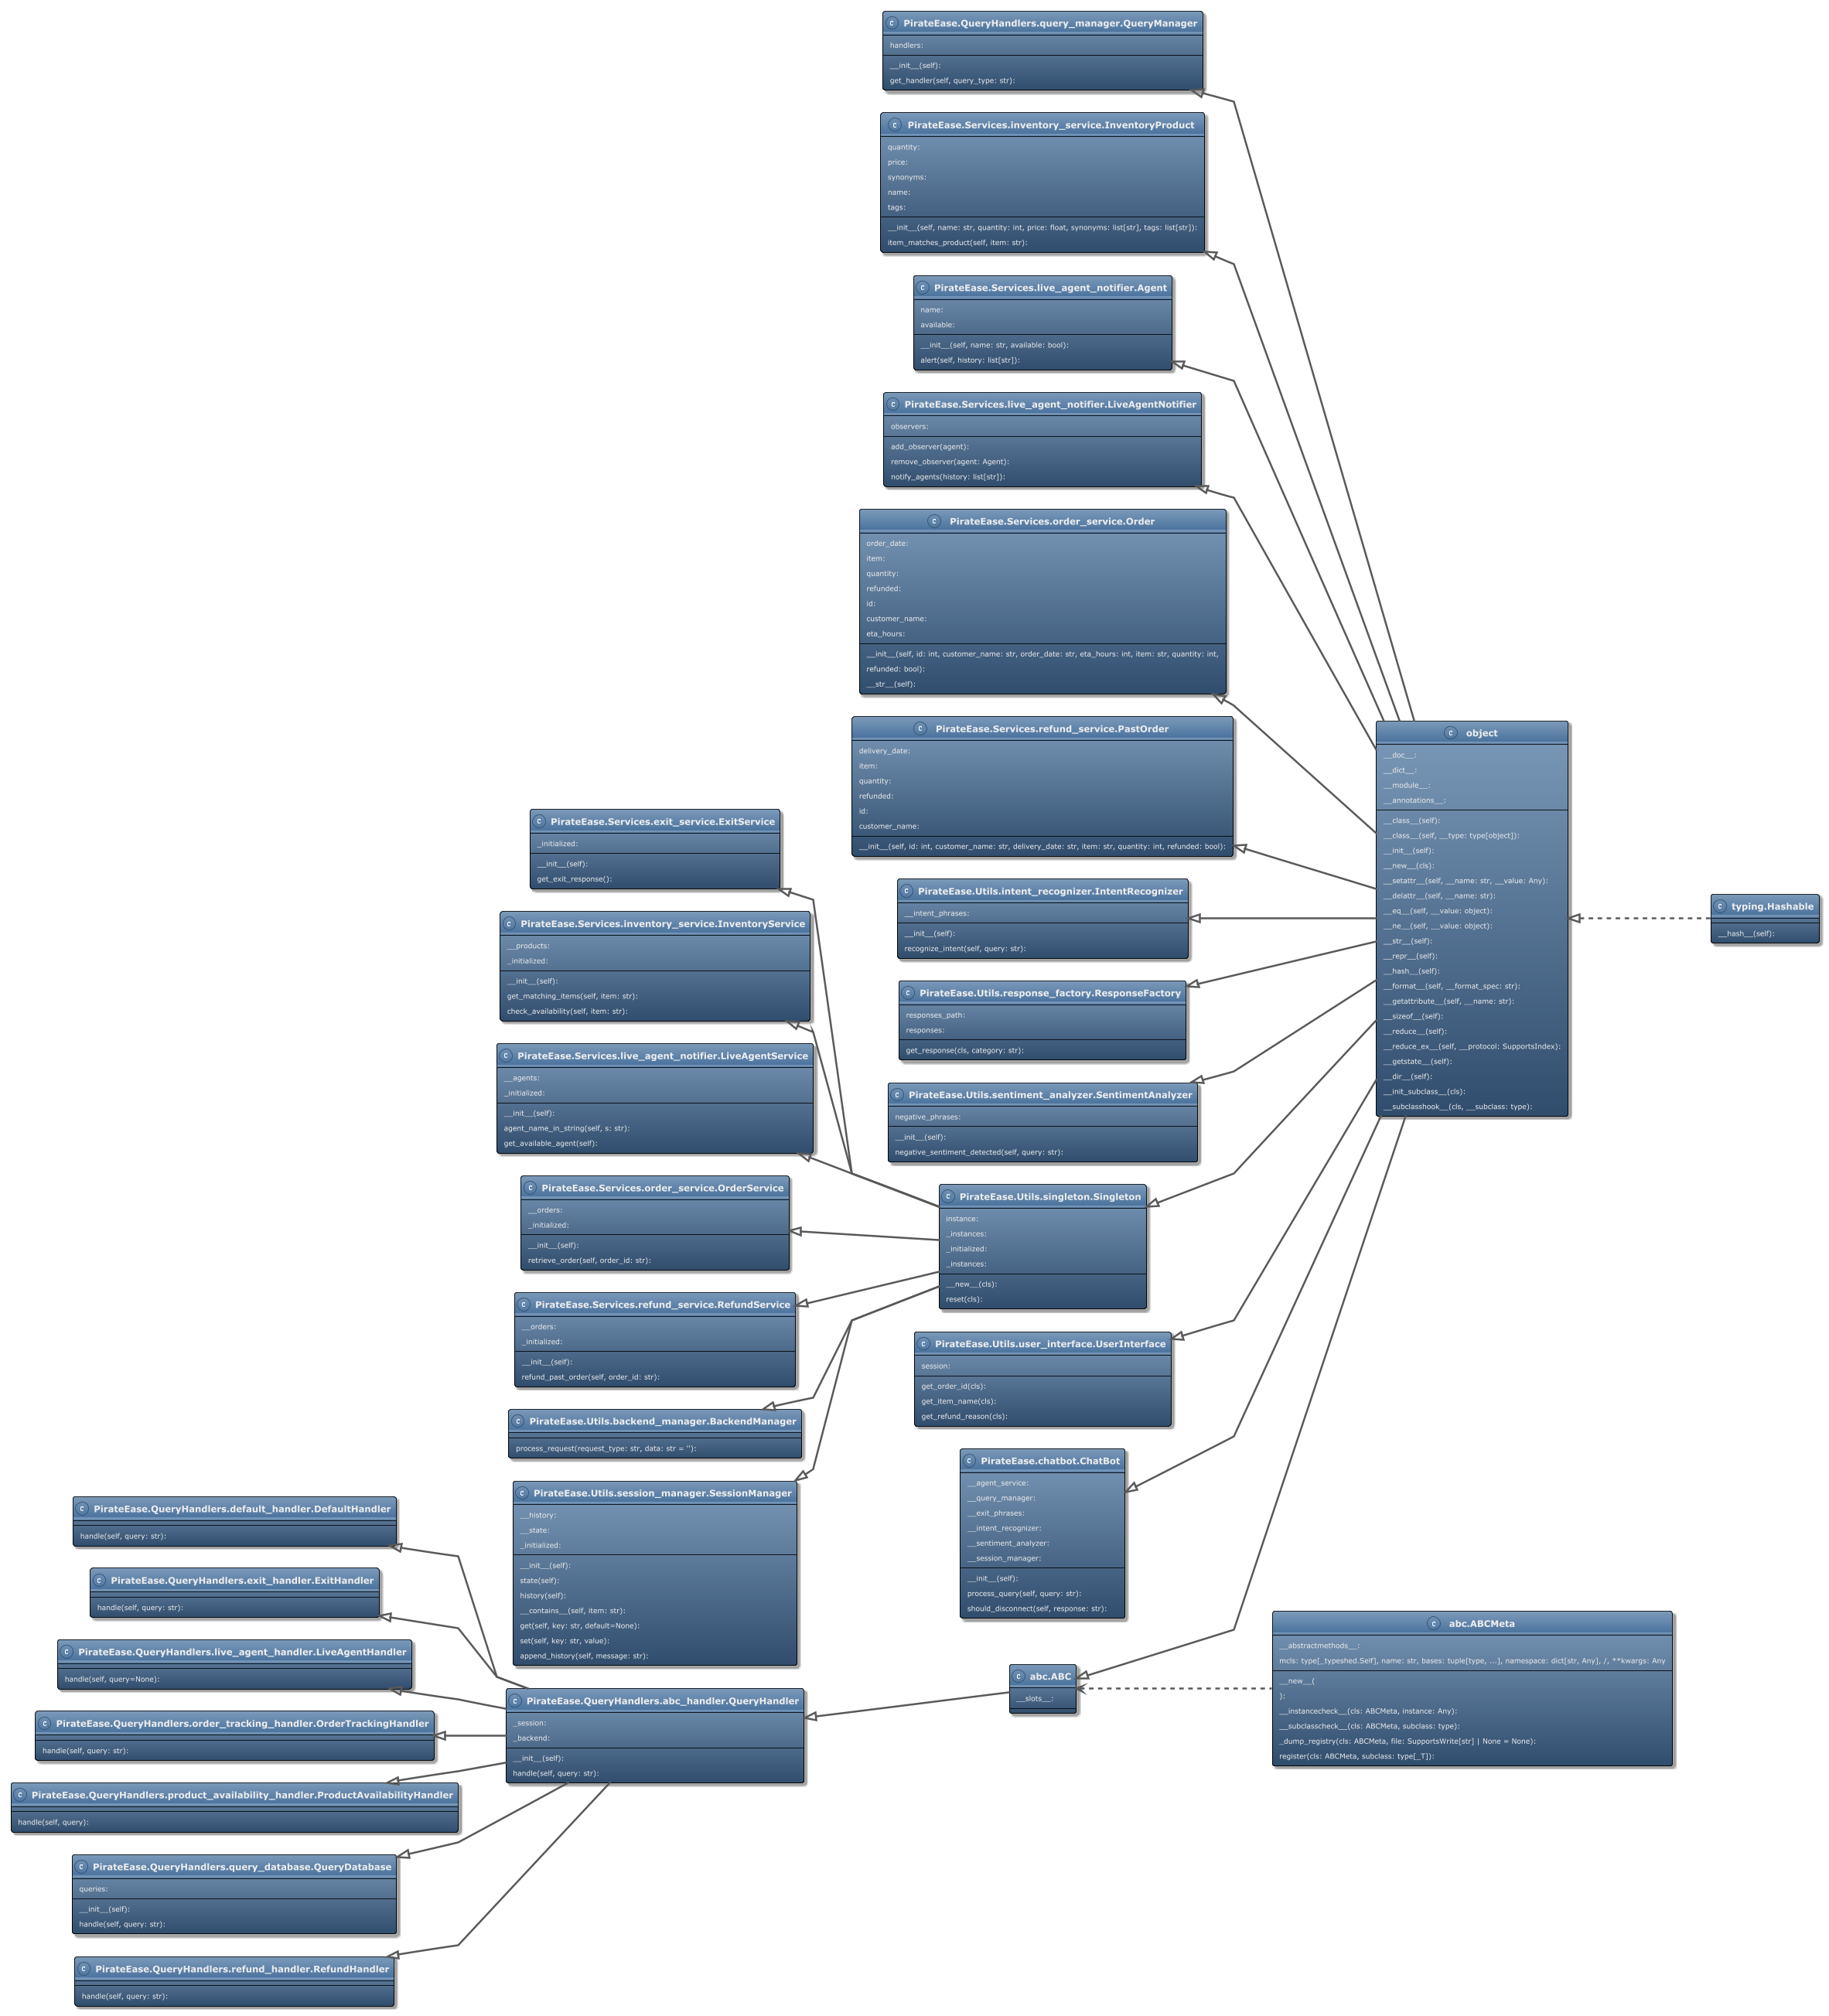 C PirateEase.QueryHandlers.query_manager.QueryManager
handlers:
__init__(self):
get_handler(self, query_type: str):
C PirateEase.Services.inventory_service.InventoryProduct
quantity:
price:
synonyms:
name:
tags:
__init__(self, name: str, quantity: int, price: float, synonyms: list[str], tags: list[str]):
item_matches_product(self, item: str):
C PirateEase.Services.live_agent_notifier.Agent
name:
available:
__init__(self, name: str, available: bool):
alert(self, history: list[str]):
C PirateEase.Services.live_agent_notifier.LiveAgentNotifier
observers:
add_observer(agent):
remove_observer(agent: Agent):
notify_agents(history: list[str]):
C PirateEase.Services.order_service.Order
order_date:
item:
quantity:
refunded:
id:
customer_name:
eta_hours:
__init__(self, id: int, customer_name: str, order_date: str, eta_hours: int, item: str, quantity: int,
refunded: bool):
__str__(self):
C PirateEase.Services.refund_service.PastOrder
delivery_date:
item:
quantity:
refunded:
id:
customer_name:
__init__(self, id: int, customer_name: str, delivery_date: str, item: str, quantity: int, refunded: bool):
C object
__doc__:
__dict__:
__module__:
__annotations__:
__class__(self):
__class__(self, __type: type[object]):
__init__(self):
__new__(cls):
__setattr__(self, __name: str, __value: Any):
__delattr__(self, __name: str):
__eq__(self, __value: object):
__ne__(self, __value: object):
__str__(self):
__repr__(self):
__hash__(self):
__format__(self, __format_spec: str):
__getattribute__(self, __name: str):
__sizeof__(self):
__reduce__(self):
__reduce_ex__(self, __protocol: SupportsIndex):
__getstate__(self):
__dir__(self):
__init_subclass__(cls):
__subclasshook__(cls, __subclass: type):
C typing.Hashable
__hash__(self):
C PirateEase.Services.exit_service.ExitService
_initialized:
__init__(self):
get_exit_response():
C PirateEase.Utils.intent_recognizer.IntentRecognizer
__intent_phrases:
__init__(self):
recognize_intent(self, query: str):
C PirateEase.Services.inventory_service.InventoryService
__products:
_initialized:
__init__(self):
get_matching_items(self, item: str):
check_availability(self, item: str):
C PirateEase.Utils.response_factory.ResponseFactory
responses_path:
responses:
get_response(cls, category: str):
C PirateEase.Services.live_agent_notifier.LiveAgentService
__agents:
_initialized:
__init__(self):
agent_name_in_string(self, s: str):
get_available_agent(self):
C PirateEase.Utils.sentiment_analyzer.SentimentAnalyzer
negative_phrases:
__init__(self):
negative_sentiment_detected(self, query: str):
C PirateEase.Services.order_service.OrderService
__orders:
_initialized:
__init__(self):
retrieve_order(self, order_id: str):
C PirateEase.Utils.singleton.Singleton
instance:
_instances:
_initialized:
_instances:
__new__(cls):
reset(cls):
C PirateEase.Services.refund_service.RefundService
__orders:
_initialized:
__init__(self):
refund_past_order(self, order_id: str):
C PirateEase.Utils.user_interface.UserInterface
session:
get_order_id(cls):
get_item_name(cls):
get_refund_reason(cls):
C PirateEase.Utils.backend_manager.BackendManager
process_request(request_type: str, data: str = ''):
C PirateEase.chatbot.ChatBot
__agent_service:
__query_manager:
__exit_phrases:
__intent_recognizer:
__sentiment_analyzer:
__session_manager:
__init__(self):
process_query(self, query: str):
should_disconnect(self, response: str):
C PirateEase.Utils.session_manager.SessionManager
__history:
__state:
_initialized:
__init__(self):
state(self):
history(self):
__contains__(self, item: str):
get(self, key: str, default=None):
set(self, key: str, value):
append_history(self, message: str):
C PirateEase.QueryHandlers.default_handler.DefaultHandler
handle(self, query: str):
C PirateEase.QueryHandlers.exit_handler.ExitHandler
handle(self, query: str):
C PirateEase.QueryHandlers.live_agent_handler.LiveAgentHandler
handle(self, query=None):
C abc.ABCMeta
__abstractmethods__:
mcls: type[_typeshed.Self], name: str, bases: tuple[type, ...], namespace: dict[str, Any], /, **kwargs: Any
__new__(
):
__instancecheck__(cls: ABCMeta, instance: Any):
__subclasscheck__(cls: ABCMeta, subclass: type):
_dump_registry(cls: ABCMeta, file: SupportsWrite[str] | None = None):
register(cls: ABCMeta, subclass: type[_T]):
C abc.ABC
__slots__:
C PirateEase.QueryHandlers.abc_handler.QueryHandler
_session:
_backend:
__init__(self):
handle(self, query: str):
C PirateEase.QueryHandlers.order_tracking_handler.OrderTrackingHandler
handle(self, query: str):
C PirateEase.QueryHandlers.product_availability_handler.ProductAvailabilityHandler
handle(self, query):
C PirateEase.QueryHandlers.query_database.QueryDatabase
queries:
__init__(self):
handle(self, query: str):
C PirateEase.QueryHandlers.refund_handler.RefundHandler
handle(self, query: str):